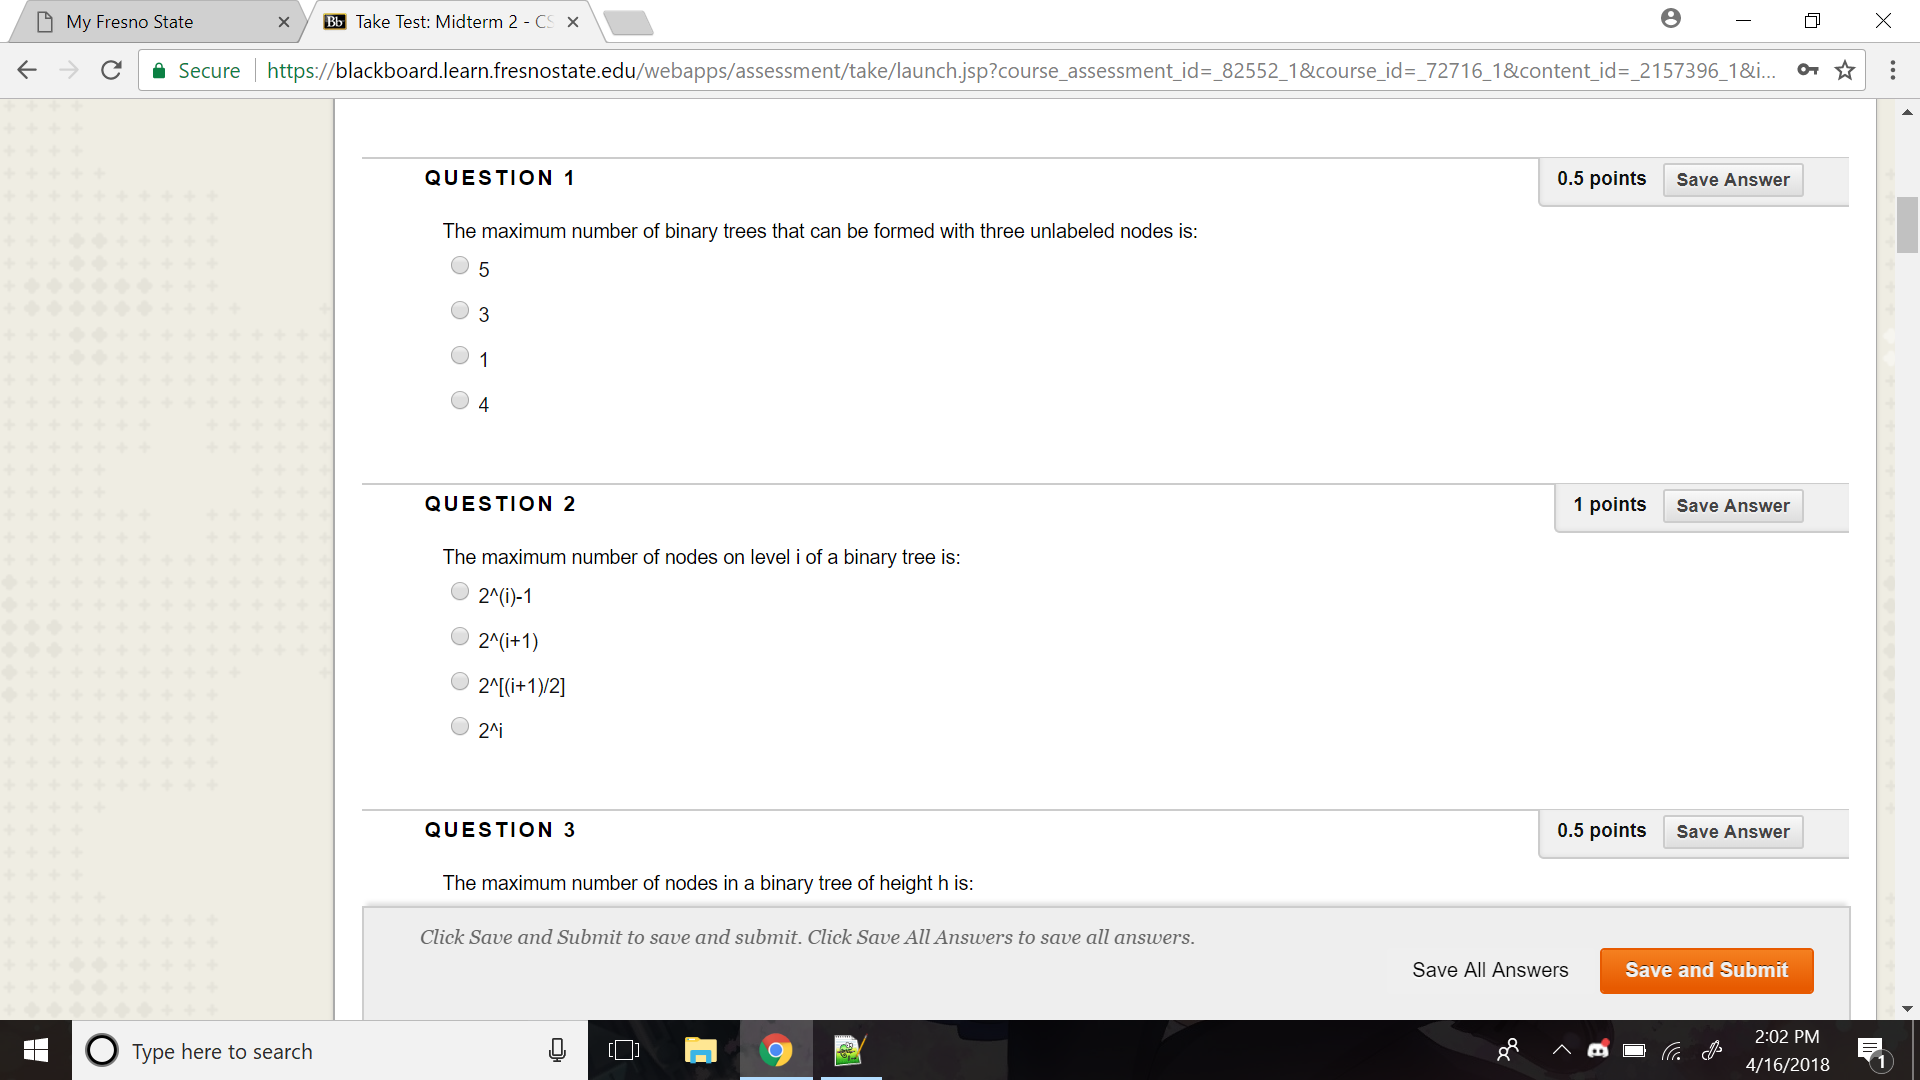 My Fresno State
Bb Take Test: Midterm 2 - CS
Secure https://blackboard.learn.fresnostate.edu/webapps/assessment/take/launch.jsp?course_assessment_id=_82552_1&course_id=_72716_1&content_id=_2157396_1&i...
QUESTION 1
0.5 points Save Answer
The maximum number of binary trees that can be formed with three unlabeled nodes is:
5
3
1
4
QUESTION 2
1 points Save Answer
The maximum number of nodes on level i of a binary tree is:
2^(i)-1
2^(i+1)
2^[(i+1)/2]
2^i
QUESTION 3
0.5 points Save Answer
The maximum number of nodes in a binary tree of height h is:
Click Save and Submit to save and submit. Click Save All Answers to save all answers.
Save All Answers Save and Submit
Type here to search
2:02 PM
4/16/2018
1